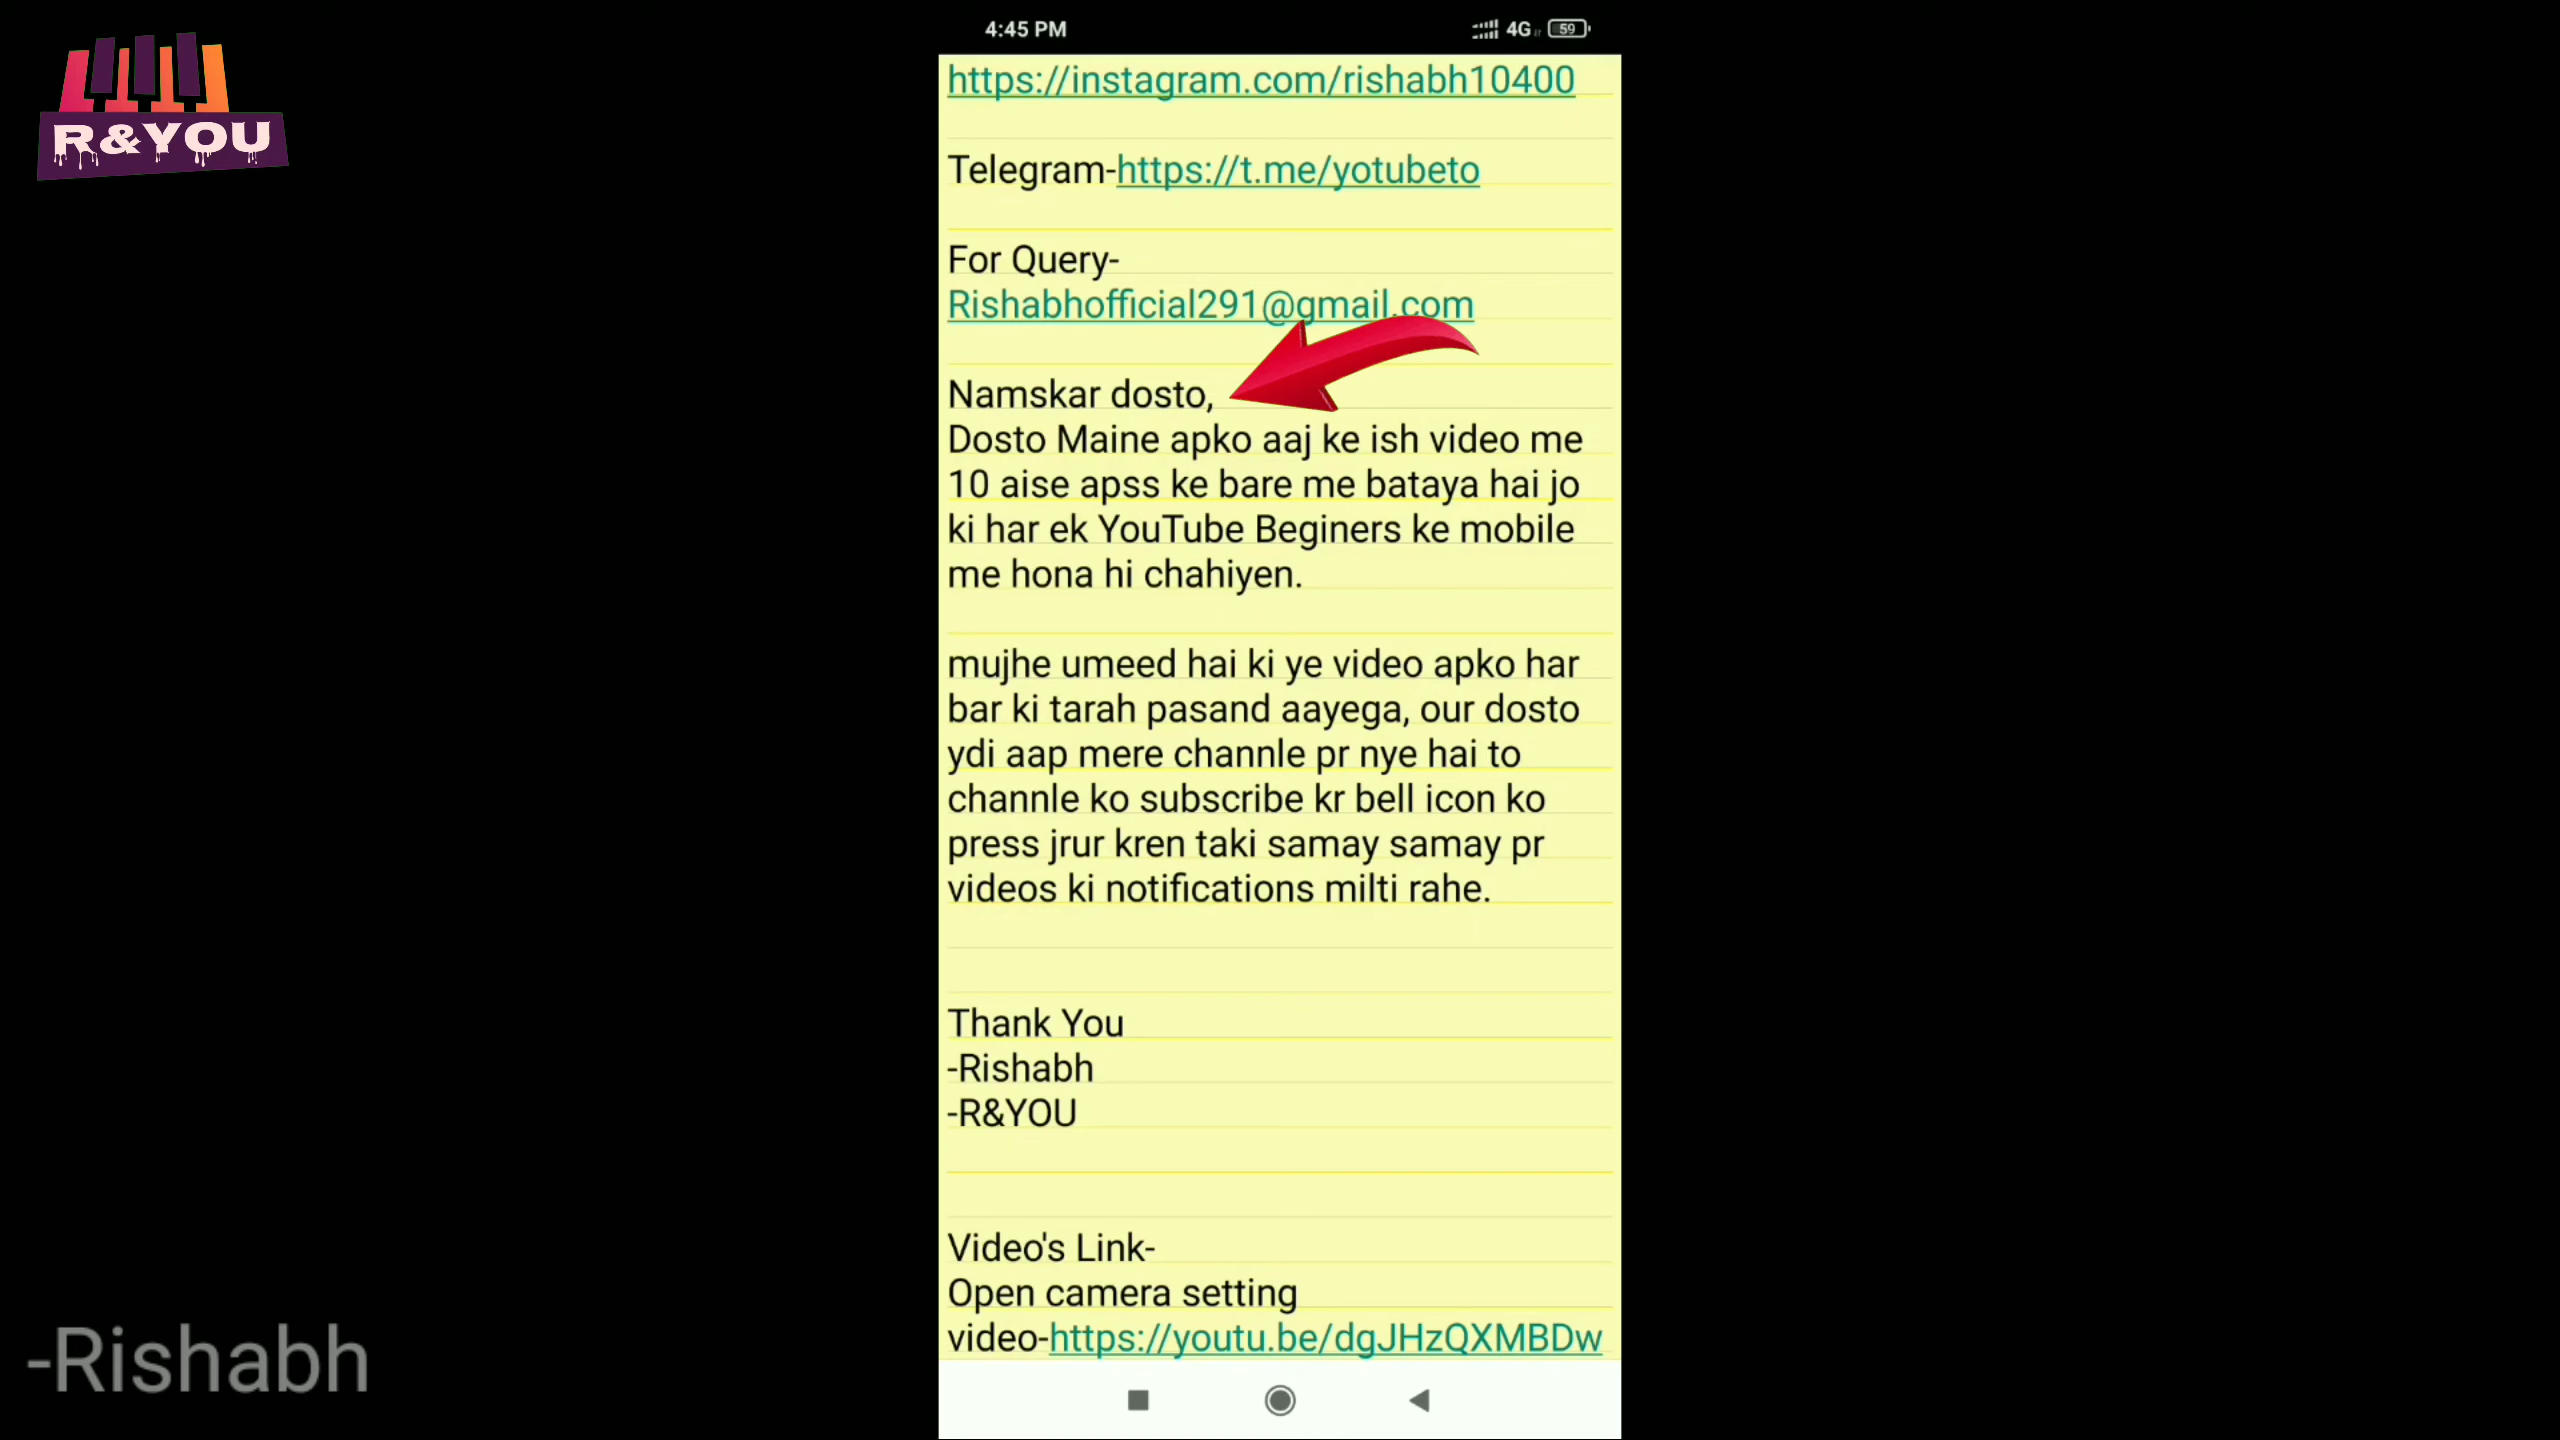 R&YOU
4:45 PM
4G
59
https://instagram.com/rishabh10400
Telegram-https://t.me/yotubeto
For Query-
Rishabhofficial291@gmail.com
Namskar dosto,
Dosto Maine apko aaj ke ish video me
10 aise apss ke bare me bataya hai jo
ki har ek YouTube Beginers ke mobile
me hona hi chahiyen.
mujhe umeed hai ki ye video apko har
bar ki tarah pasand aayega, our dosto
ydi aap mere channle pr nye hai to
channle ko subscribe kr bell icon ko
press jrur kren taki samay samay pr
videos ki notifications milti rahe.
Thank You
-Rishabh
-R&YOU
Video's Link-
Open camera setting
video-https://youtu.be/dgJHzQXMBDw
-Rishabh